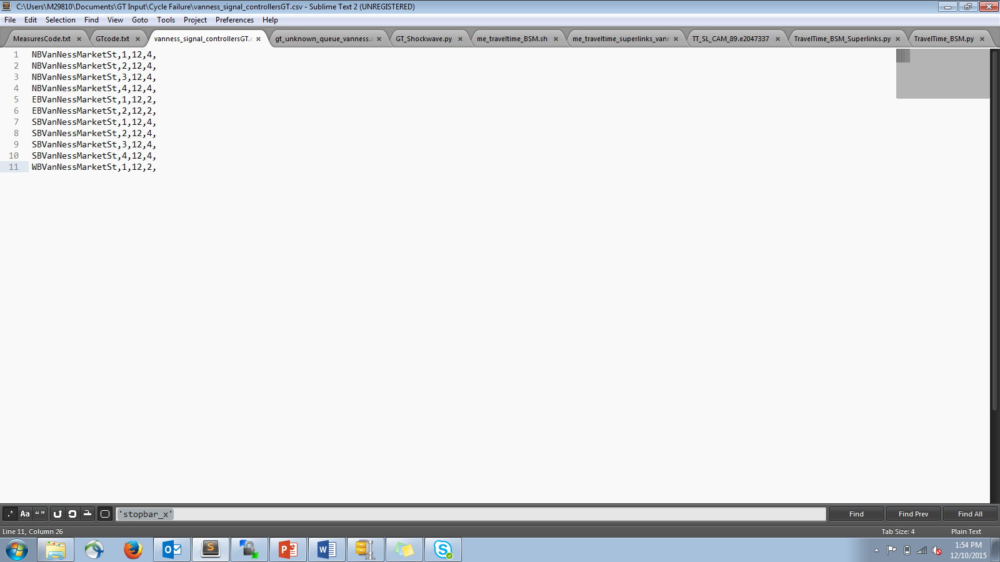 C:\Users\M29810\Documents\GT Input\Cycle Failure\vanness_signal_controllersGT.csv - Sublime Text 2 (UNREGISTERED)
File Edit Selection Find View Goto Tools Project Preferences Help
MeasuresCode.txt × GTcode.txt × vanness_signal_controllersGT.c × gt_unknown_queue_vanness.s × GT_Shockwave.py × me_traveltime_BSM.sh × me_traveltime_superlinks_vann × TT_SL_CAM_89.e2047337 × TravelTime_BSM_Superlinks.py × TravelTime_BSM.py ×
1 NBVanNessMarketSt,1,12,4,
2 NBVanNessMarketSt,2,12,4,
3 NBVanNessMarketSt,3,12,4,
4 NBVanNessMarketSt,4,12,4,
5 EBVanNessMarketSt,1,12,2,
6 EBVanNessMarketSt,2,12,2,
7 SBVanNessMarketSt,1,12,4,
8 SBVanNessMarketSt,2,12,4,
9 SBVanNessMarketSt,3,12,4,
10 SBVanNessMarketSt,4,12,4,
11 WBVanNessMarketSt,1,12,2,
.* Aa “” 'stopbar_x' Find Find Prev Find All
Line 11, Column 26 Tab Size: 4 Plain Text
1:54 PM
12/10/2015